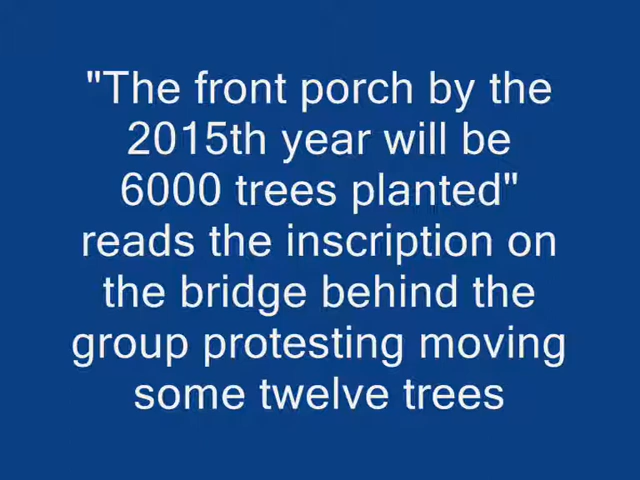 "The front porch by the
2015th year will be
6000 trees planted"
reads the inscription on
the bridge behind the
group protesting moving
some twelve trees